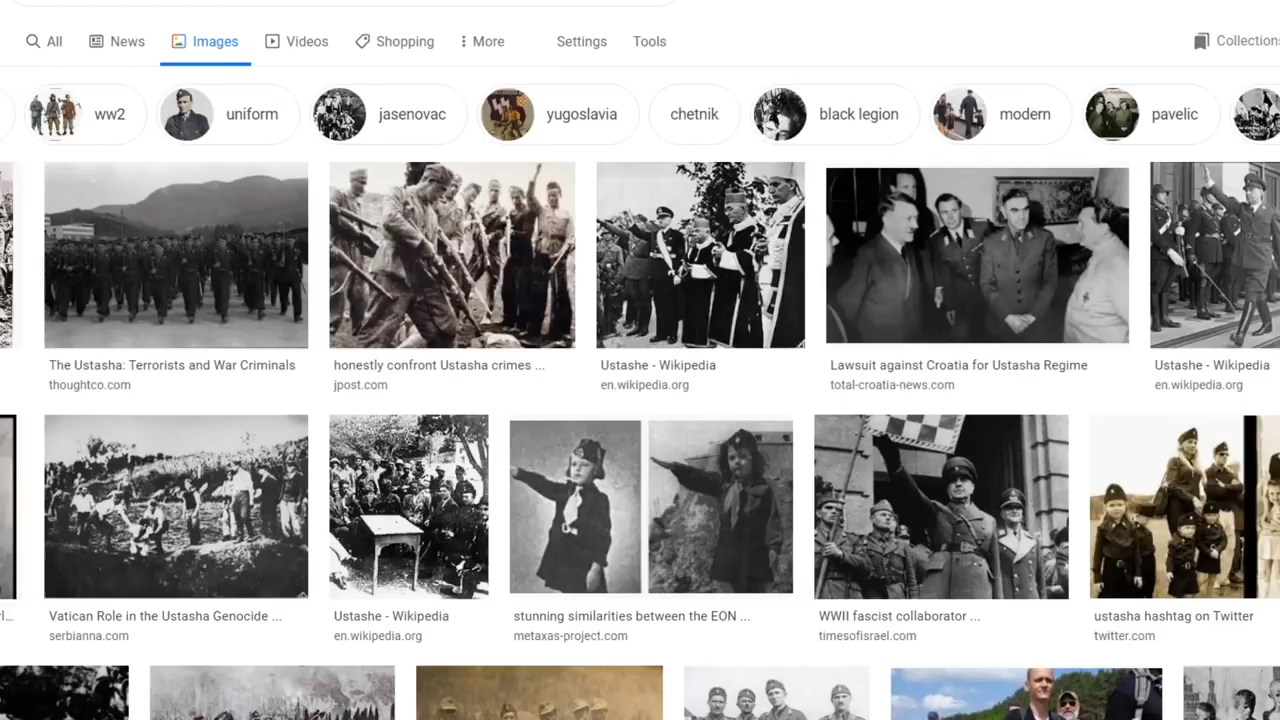 All News Images Videos Shopping More Settings Tools Collections
ww2 uniform jasenovac yugoslavia chetnik black legion modern pavelic
The Ustasha: Terrorists and War Criminals
thoughtco.com
honestly confront Ustasha crimes ...
jpost.com
Ustashe - Wikipedia
en.wikipedia.org
Lawsuit against Croatia for Ustasha Regime
total-croatia-news.com
Ustashe - Wikipedia
en.wikipedia.org
Vatican Role in the Ustasha Genocide ...
serbianna.com
Ustashe - Wikipedia
en.wikipedia.org
stunning similarities between the EON ...
metaxas-project.com
WWII fascist collaborator ...
timesofisrael.com
ustasha hashtag on Twitter
twitter.com